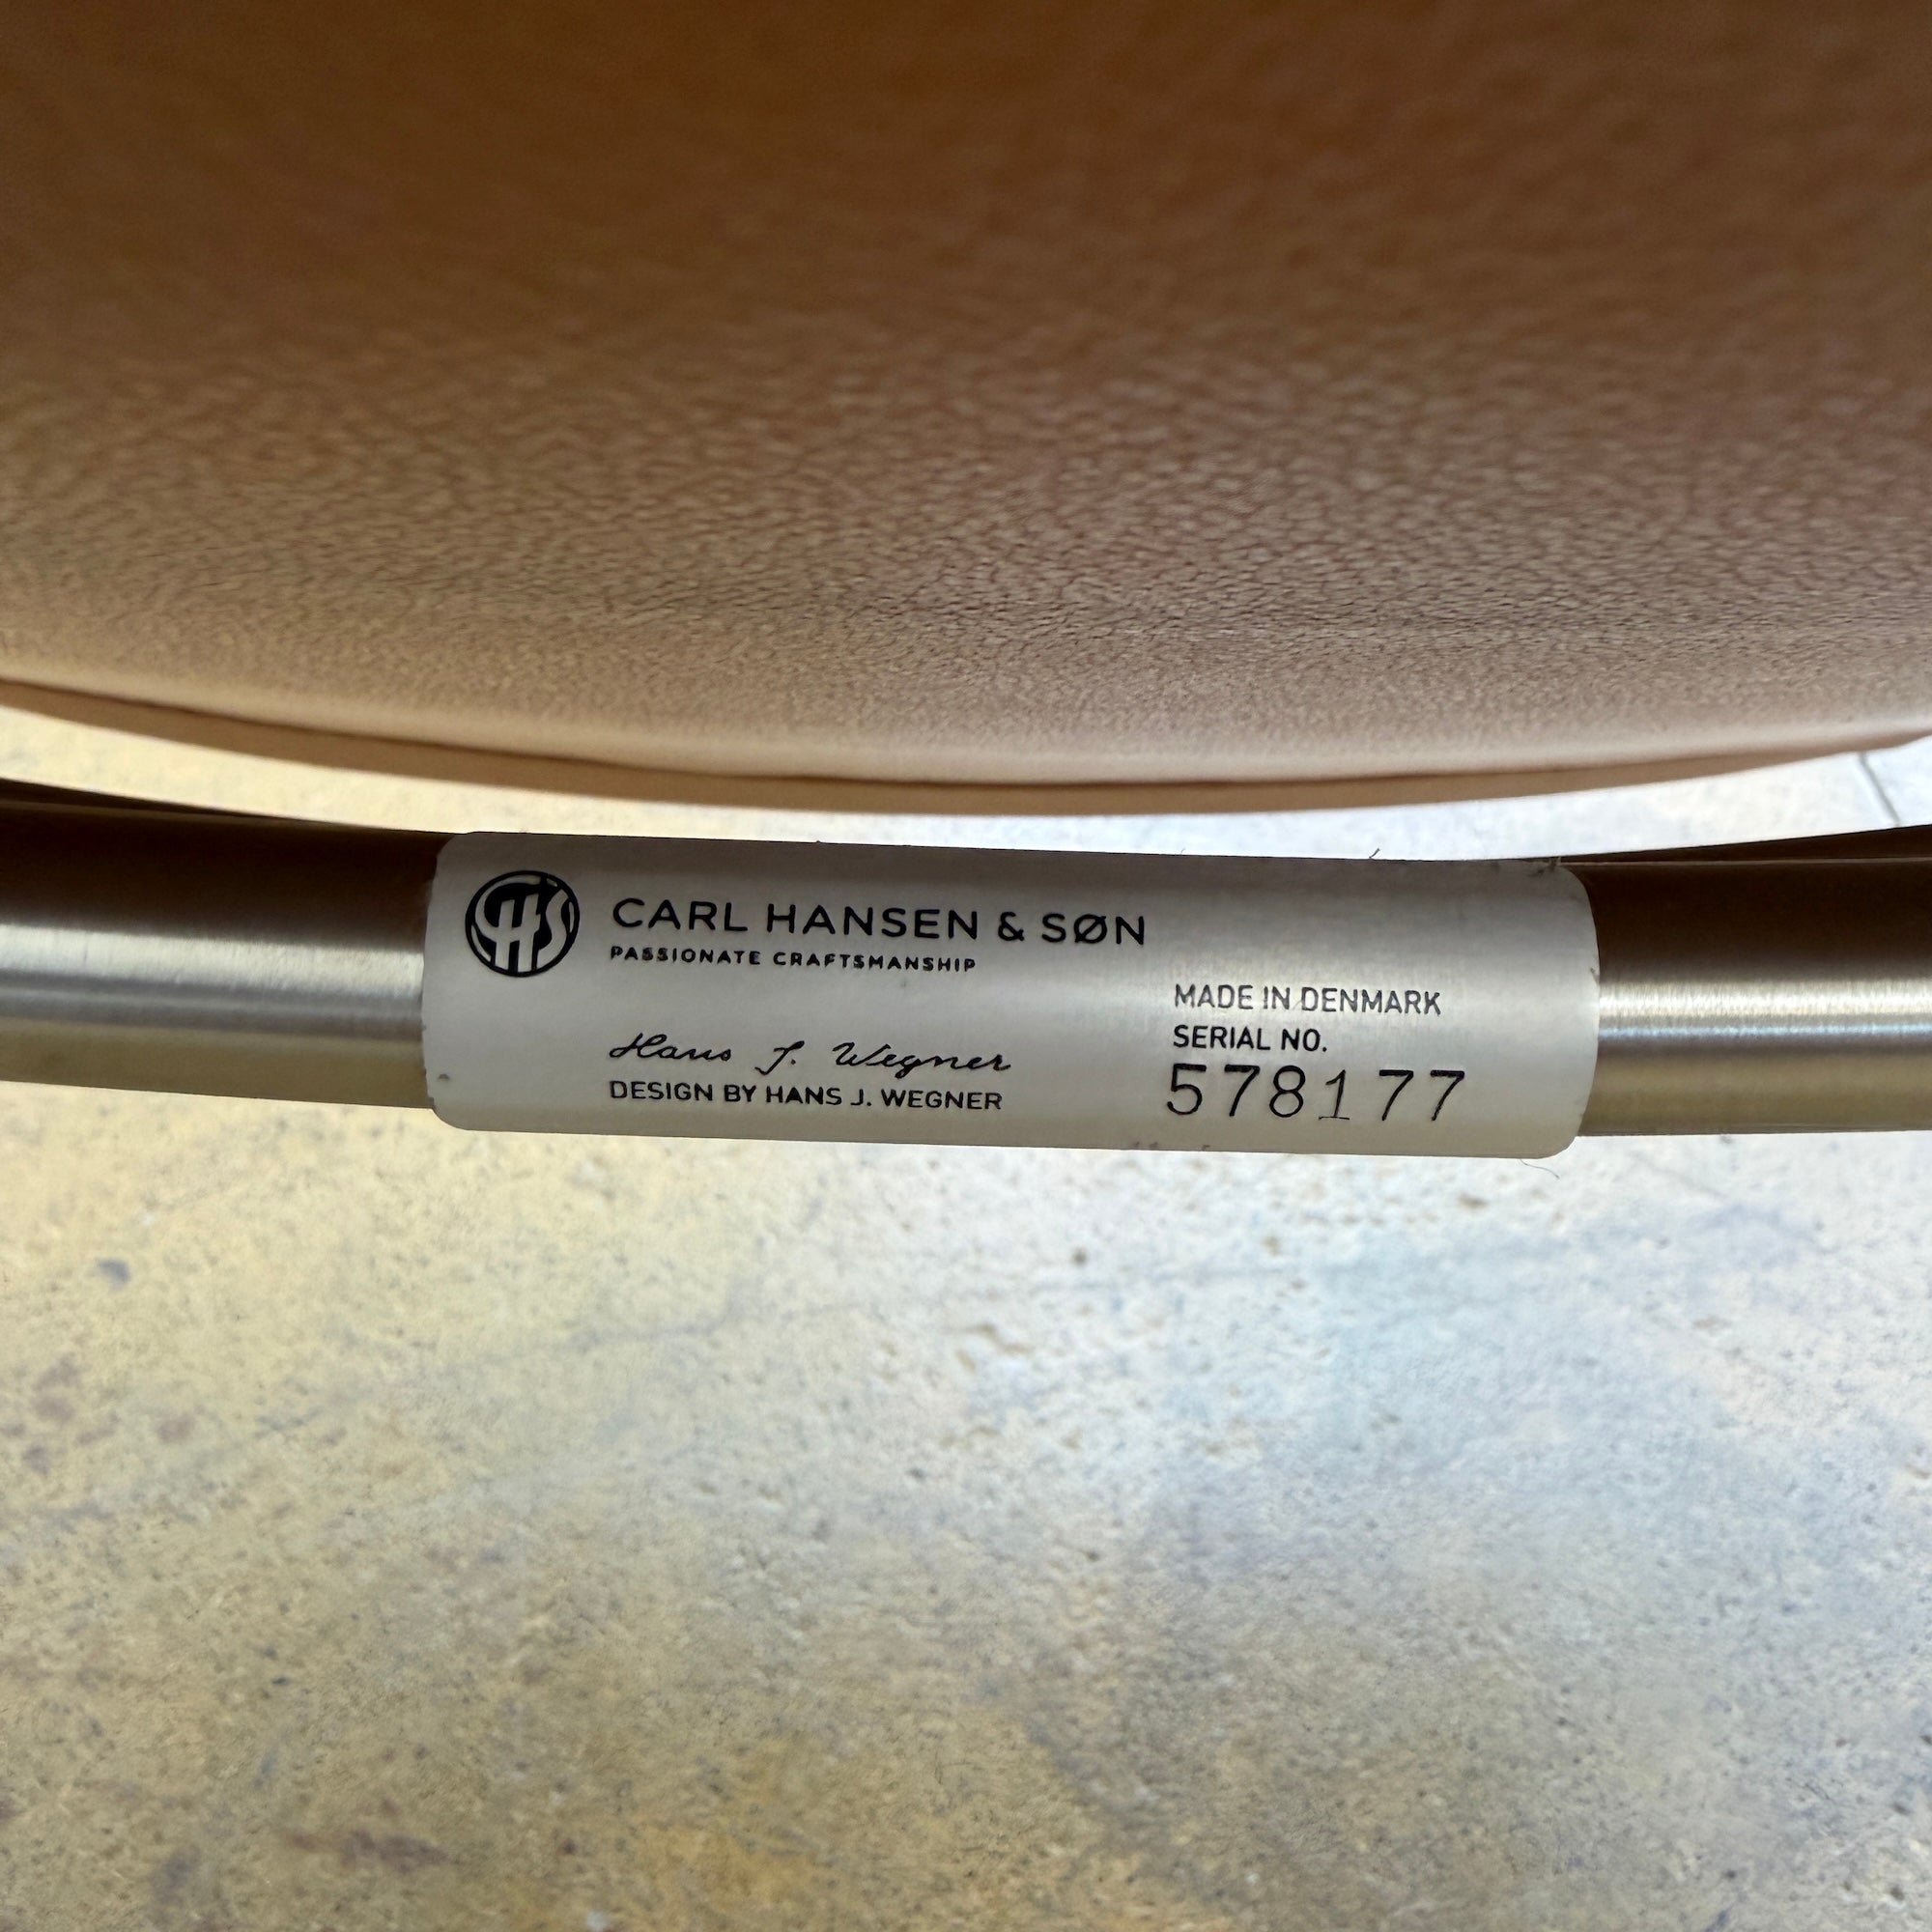 CARL HANSEN & SØN
PASSIONATE CRAFTSMANSHIP
Hans J. Wegner
DESIGN BY HANS J. WEGNER
MADE IN DENMARK
SERIAL NO.
578177